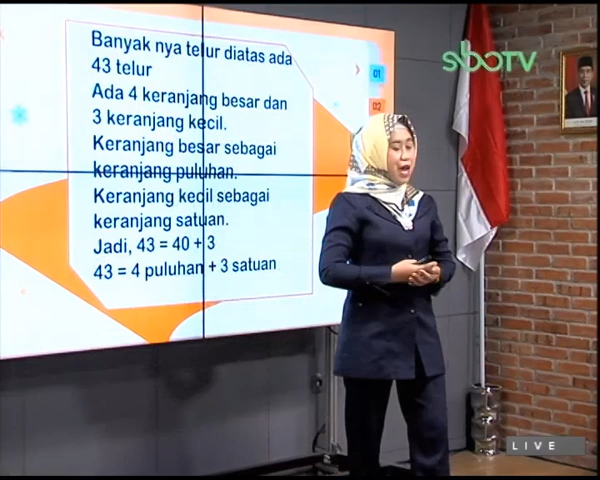 Banyak nya telur diatas ada
43 telur
Ada 4 keranjang besar dan
3 keranjang kecil.
Keranjang besar sebagai
keranjang puluhan.
Keranjang kecil sebagai
keranjang satuan.
Jadi, 43 = 40 + 3
43 = 4 puluhan + 3 satuan
01
02
sboTV
LIVE